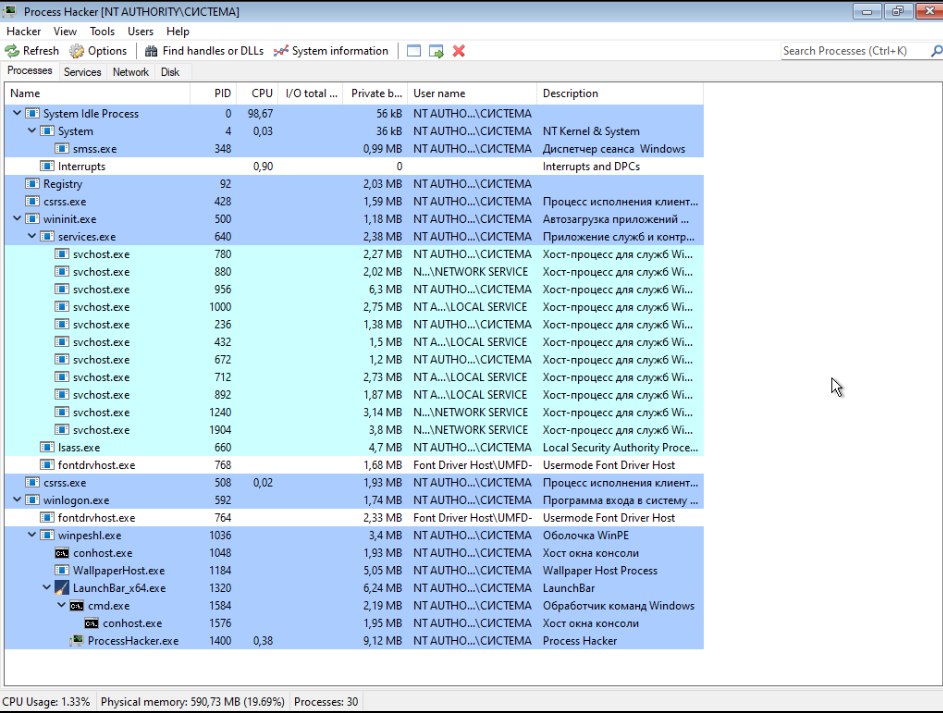 Process Hacker [NT AUTHORITY\СИСТЕМА]
Hacker View Tools Users Help
Refresh Options Find handles or DLLs System information Search Processes (Ctrl+K)
Processes Services Network Disk
Name PID CPU I/O total ... Private b... User name Description
System Idle Process 0 98,67 56 kB NT AUTHO...\СИСТЕМА
System 4 0,03 36 kB NT AUTHO...\СИСТЕМА NT Kernel & System
smss.exe 348 0,99 MB NT AUTHO...\СИСТЕМА Диспетчер сеанса Windows
Interrupts 0,90 0 Interrupts and DPCs
Registry 92 2,03 MB NT AUTHO...\СИСТЕМА
csrss.exe 428 1,59 MB NT AUTHO...\СИСТЕМА Процесс исполнения клиент...
wininit.exe 500 1,18 MB NT AUTHO...\СИСТЕМА Автозагрузка приложений ...
services.exe 640 2,38 MB NT AUTHO...\СИСТЕМА Приложение служб и контр...
svchost.exe 780 2,27 MB NT AUTHO...\СИСТЕМА Хост-процесс для служб Wi...
svchost.exe 880 2,02 MB N...\NETWORK SERVICE Хост-процесс для служб Wi...
svchost.exe 956 6,3 MB NT AUTHO...\СИСТЕМА Хост-процесс для служб Wi...
svchost.exe 1000 2,75 MB NT A...\LOCAL SERVICE Хост-процесс для служб Wi...
svchost.exe 236 1,38 MB NT AUTHO...\СИСТЕМА Хост-процесс для служб Wi...
svchost.exe 432 1,5 MB NT A...\LOCAL SERVICE Хост-процесс для служб Wi...
svchost.exe 672 1,2 MB NT AUTHO...\СИСТЕМА Хост-процесс для служб Wi...
svchost.exe 712 2,73 MB NT A...\LOCAL SERVICE Хост-процесс для служб Wi...
svchost.exe 892 1,87 MB NT A...\LOCAL SERVICE Хост-процесс для служб Wi...
svchost.exe 1240 3,14 MB N...\NETWORK SERVICE Хост-процесс для служб Wi...
svchost.exe 1904 3,8 MB N...\NETWORK SERVICE Хост-процесс для служб Wi...
lsass.exe 660 4,7 MB NT AUTHO...\СИСТЕМА Local Security Authority Proce...
fontdrvhost.exe 768 1,68 MB Font Driver Host\UMFD- Usermode Font Driver Host
csrss.exe 508 0,02 1,93 MB NT AUTHO...\СИСТЕМА Процесс исполнения клиент...
winlogon.exe 592 1,74 MB NT AUTHO...\СИСТЕМА Программа входа в систему ...
fontdrvhost.exe 764 2,33 MB Font Driver Host\UMFD- Usermode Font Driver Host
winpeshl.exe 1036 3,4 MB NT AUTHO...\СИСТЕМА Оболочка WinPE
conhost.exe 1048 1,93 MB NT AUTHO...\СИСТЕМА Хост окна консоли
WallpaperHost.exe 1184 5,05 MB NT AUTHO...\СИСТЕМА Wallpaper Host Process
LaunchBar_x64.exe 1320 6,24 MB NT AUTHO...\СИСТЕМА LaunchBar
cmd.exe 1584 2,19 MB NT AUTHO...\СИСТЕМА Обработчик команд Windows
conhost.exe 1576 1,95 MB NT AUTHO...\СИСТЕМА Хост окна консоли
ProcessHacker.exe 1400 0,38 9,12 MB NT AUTHO...\СИСТЕМА Process Hacker
CPU Usage: 1.33% Physical memory: 590,73 MB (19.69%) Processes: 30